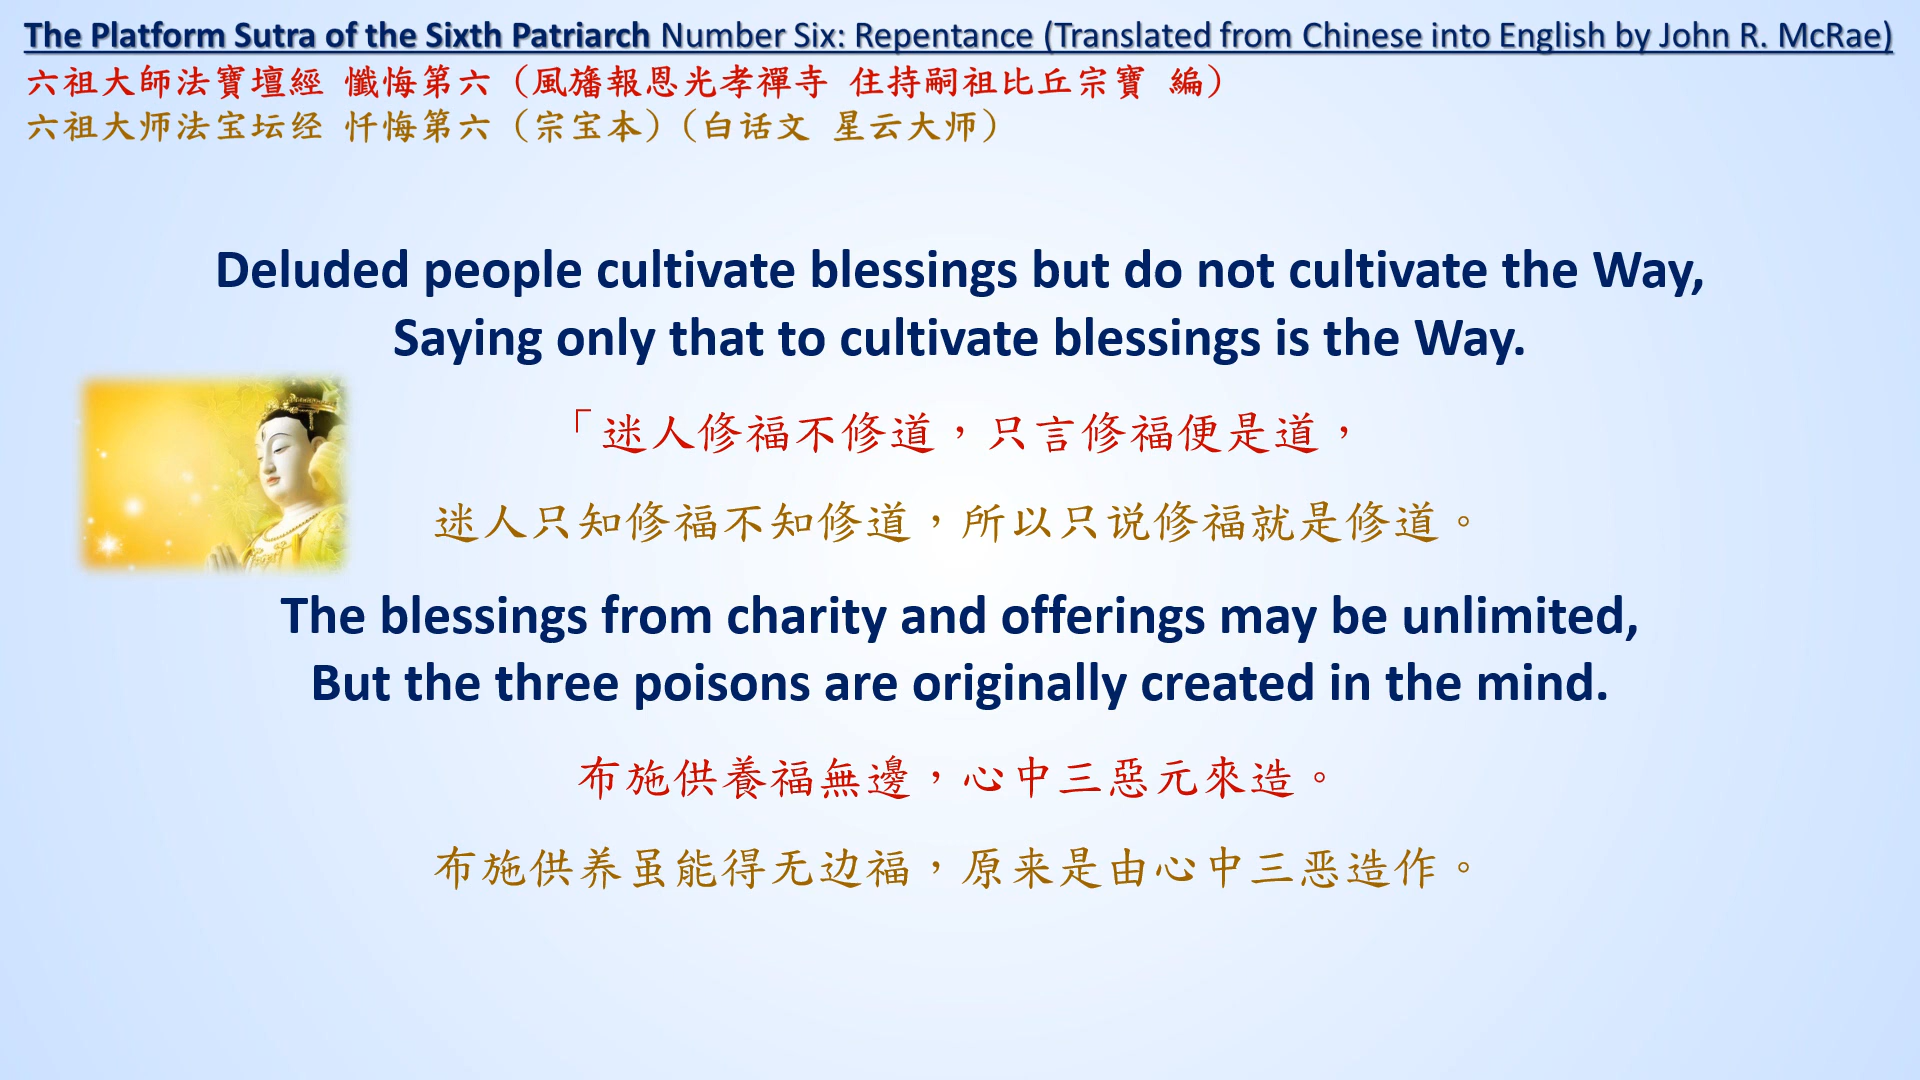 The Platform Sutra of the Sixth Patriarch Number Six: Repentance (Translated from Chinese into English by John R. McRae)
六祖大師法寶壇經 懺悔第六（風旛報恩光孝禪寺 住持嗣祖比丘宗寶 編）
六祖大师法宝坛经 忏悔第六（宗宝本）（白话文 星云大师）
Deluded people cultivate blessings but do not cultivate the Way,
Saying only that to cultivate blessings is the Way.
「迷人修福不修道，只言修福便是道，
迷人只知修福不知修道，所以只说修福就是修道。
The blessings from charity and offerings may be unlimited,
But the three poisons are originally created in the mind.
布施供養福無邊，心中三惡元來造。
布施供养虽能得无边福，原来是由心中三恶造作。